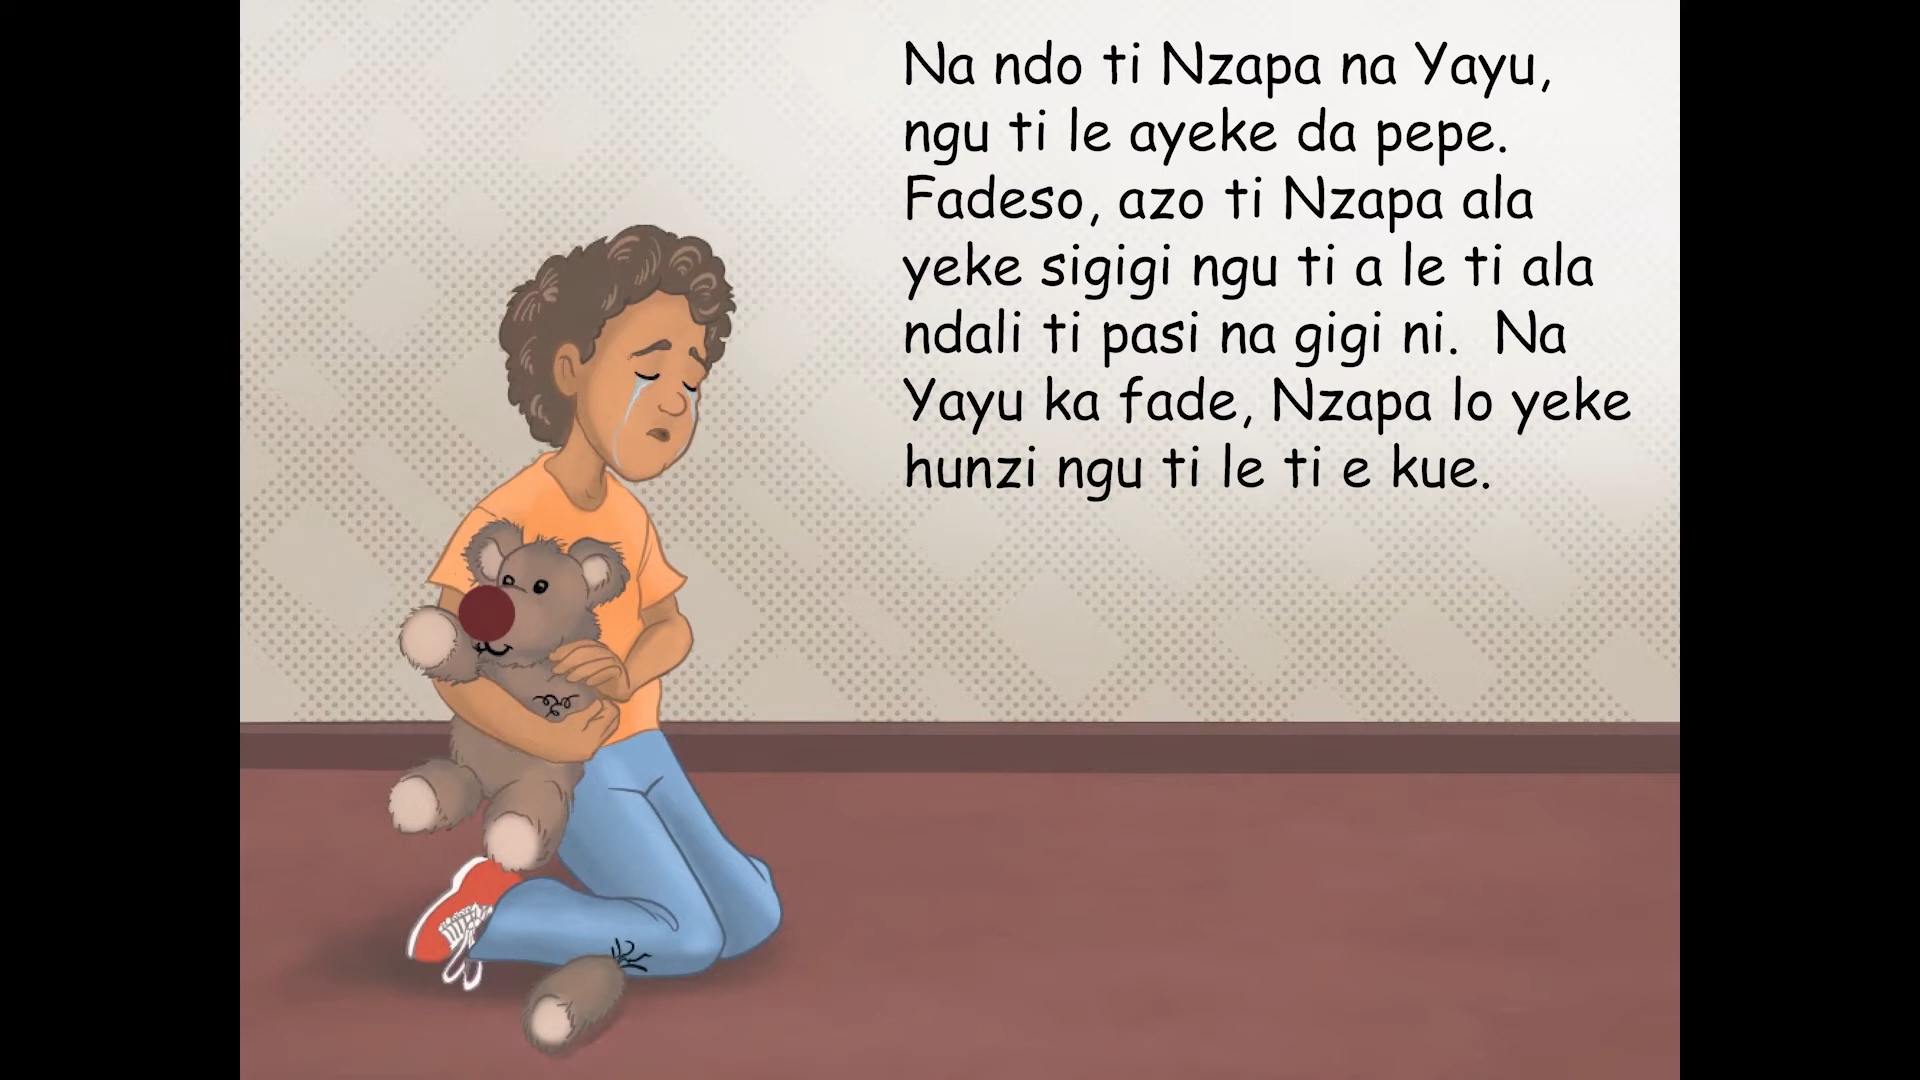 Na ndo ti Nzapa na Yayu,
ngu ti le ayeke da pepe.
Fadeso, azo ti Nzapa ala
yeke sigigi ngu ti a le ti ala
ndali ti pasi na gigi ni.  Na
Yayu ka fade, Nzapa lo yeke
hunzi ngu ti le ti e kue.